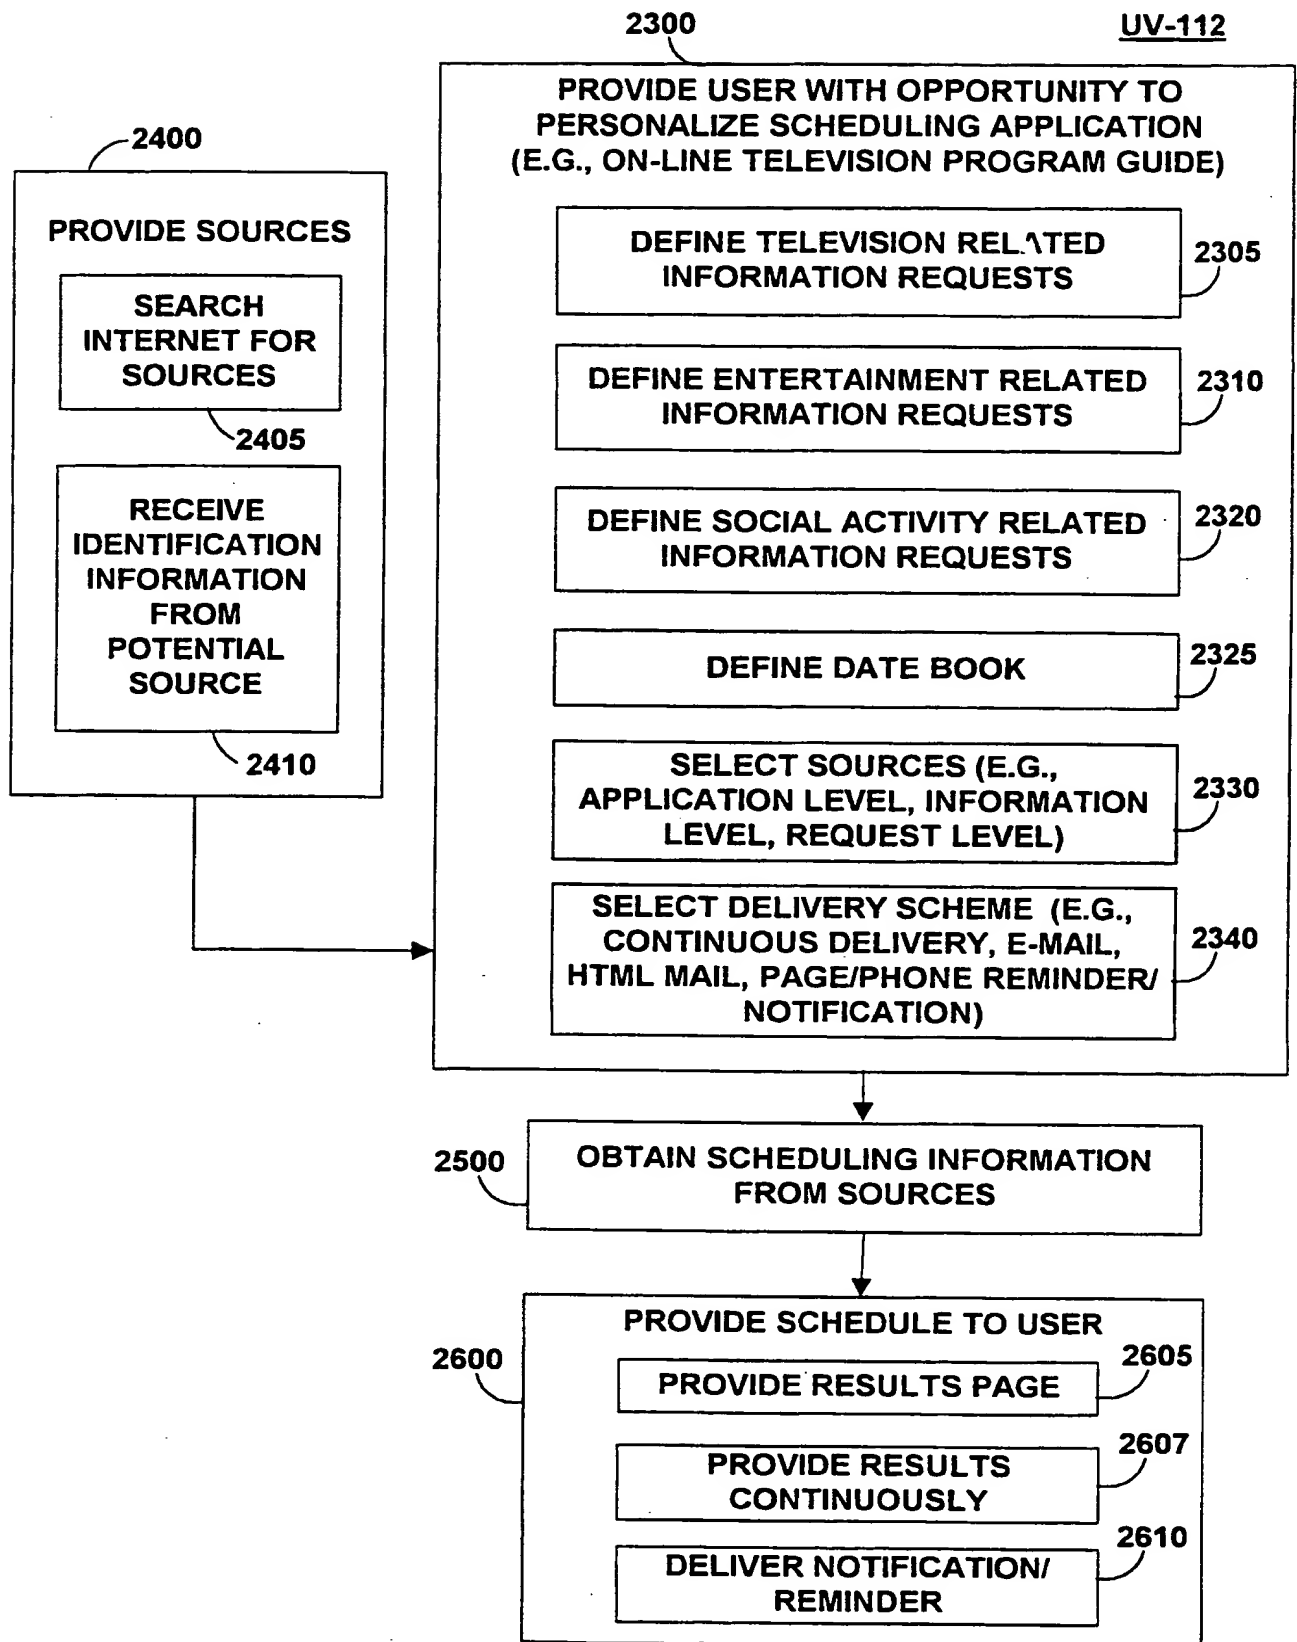 2300
UV-112
PROVIDE USER WITH OPPORTUNITY TO
PERSONALIZE SCHEDULING APPLICATION
(E.G., ON-LINE TELEVISION PROGRAM GUIDE)
2400
PROVIDE SOURCES
SEARCH
INTERNET FOR
SOURCES
2405
RECEIVE
IDENTIFICATION
INFORMATION
FROM
POTENTIAL
SOURCE
2410
DEFINE TELEVISION RELATED
INFORMATION REQUESTS
2305
DEFINE ENTERTAINMENT RELATED
INFORMATION REQUESTS
2310
DEFINE SOCIAL ACTIVITY RELATED
INFORMATION REQUESTS
2320
DEFINE DATE BOOK
2325
SELECT SOURCES (E.G.,
APPLICATION LEVEL, INFORMATION
LEVEL, REQUEST LEVEL)
2330
SELECT DELIVERY SCHEME (E.G.,
CONTINUOUS DELIVERY, E-MAIL,
HTML MAIL, PAGE/PHONE REMINDER/
NOTIFICATION)
2340
2500
OBTAIN SCHEDULING INFORMATION
FROM SOURCES
2600
PROVIDE SCHEDULE TO USER
PROVIDE RESULTS PAGE
2605
PROVIDE RESULTS
CONTINUOUSLY
2607
DELIVER NOTIFICATION/
REMINDER
2610